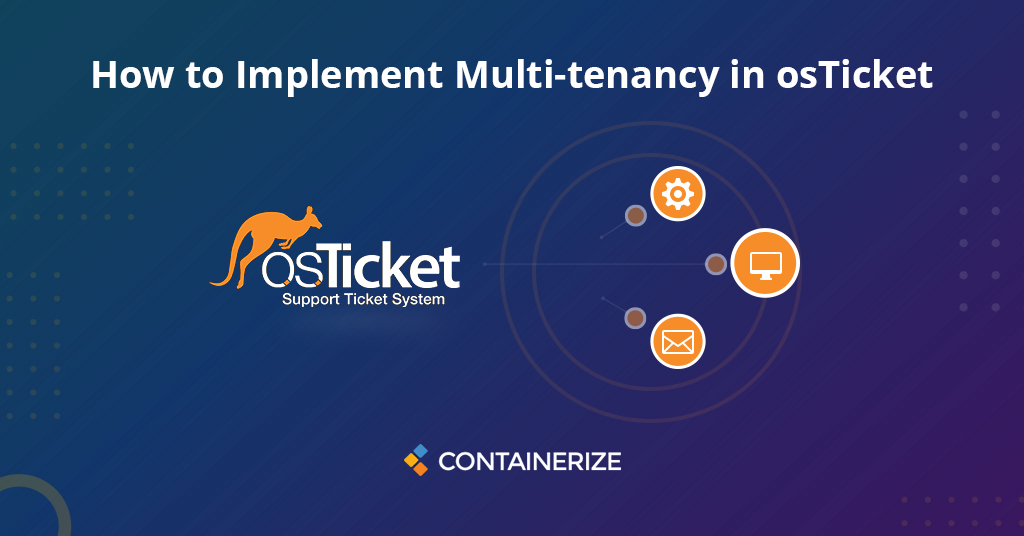 How to Implement Multi-tenancy in osTicket
osTicket
Support Ticket System
CONTAINERIZE